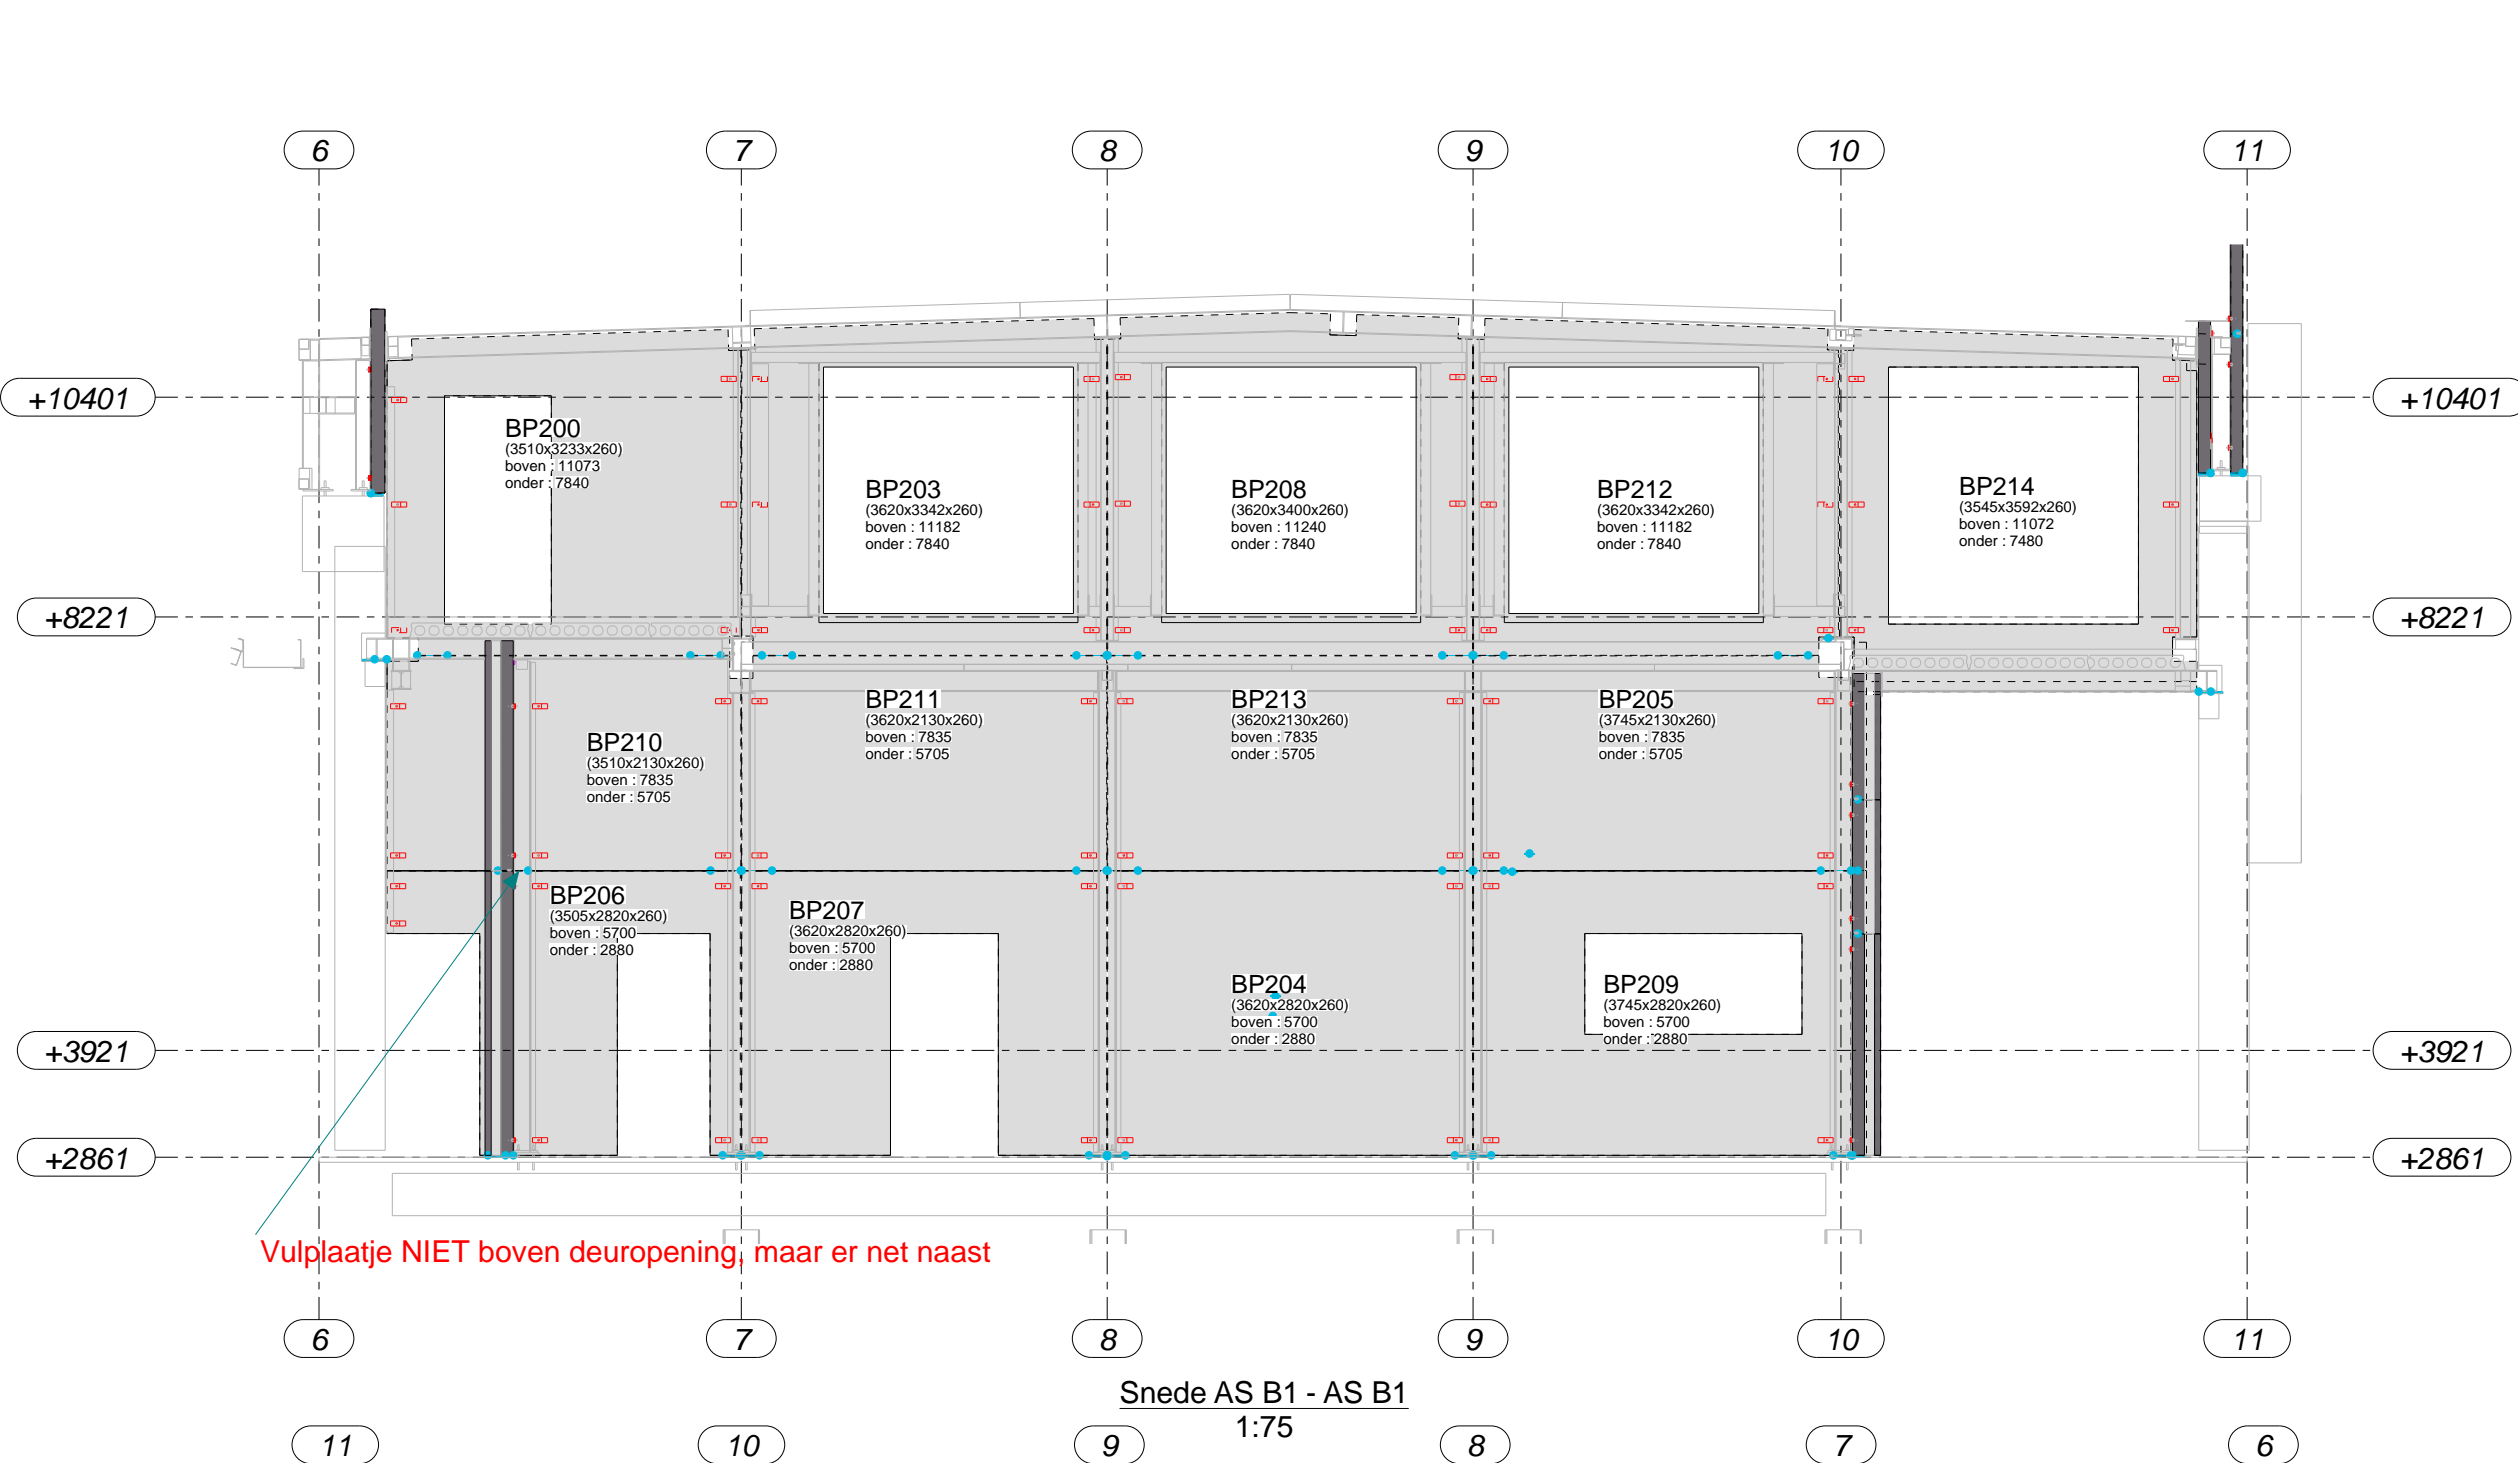 6 7 8 9 10 11
+10401 +10401
BP200
(3510x3233x260)
boven : 11073
onder : 7840
BP203
(3620x3342x260)
boven : 11182
onder : 7840
BP208
(3620x3400x260)
boven : 11240
onder : 7840
BP212
(3620x3342x260)
boven : 11182
onder : 7840
BP214
(3545x3592x260)
boven : 11072
onder : 7480
+8221 +8221
BP210
(3510x2130x260)
boven : 7835
onder : 5705
BP211
(3620x2130x260)
boven : 7835
onder : 5705
BP213
(3620x2130x260)
boven : 7835
onder : 5705
BP205
(3745x2130x260)
boven : 7835
onder : 5705
BP206
(3505x2820x260)
boven : 5700
onder : 2880
BP207
(3620x2820x260)
boven : 5700
onder : 2880
BP204
(3620x2820x260)
boven : 5700
onder : 2880
BP209
(3745x2820x260)
boven : 5700
onder : 2880
+3921 +3921
+2861 +2861
Vulplaatje NIET boven deuropening, maar er net naast
6 7 8 9 10 11
Snede AS B1 - AS B1
1:75
11 10 9 8 7 6